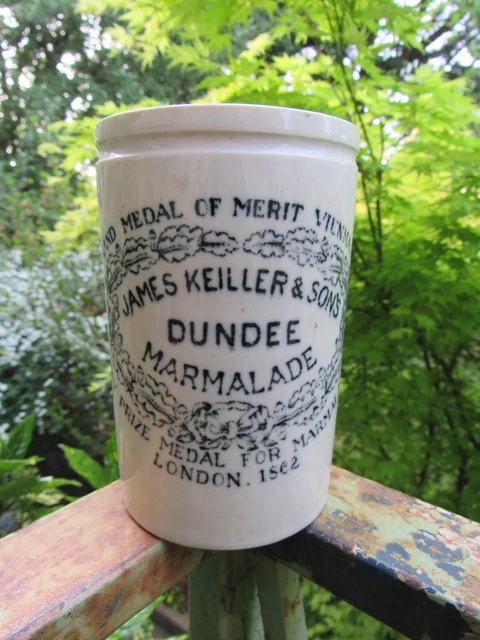 MEDAL OF MERIT
JAMES KEILLER & SONS
DUNDEE
MARMALADE
PRIZE MEDAL FOR
LONDON. 1862